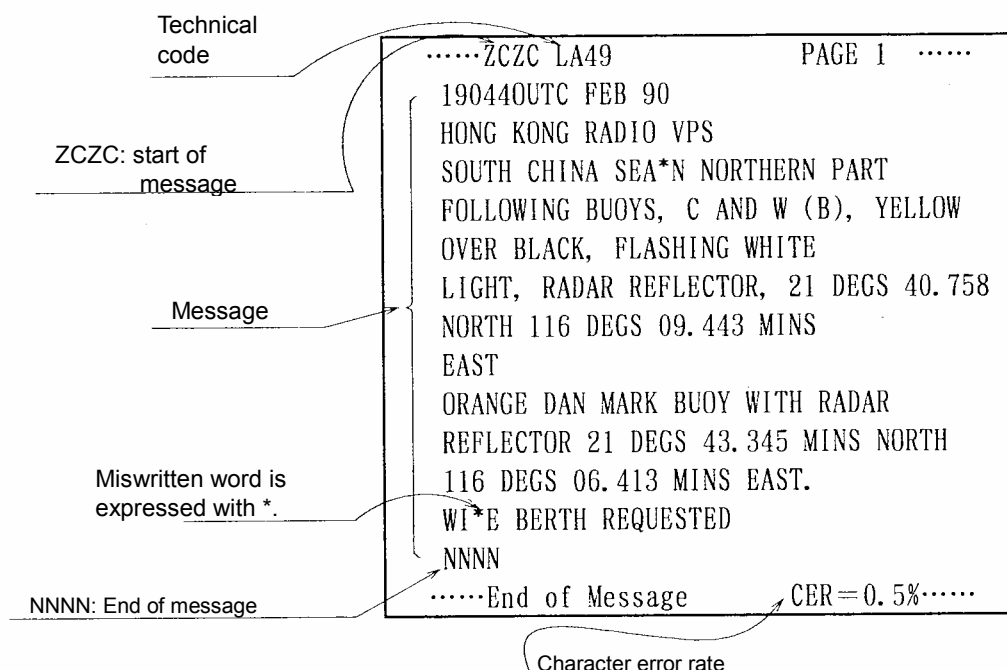 Technical
code
ZCZC: start of
message
Message
Miswritten word is
expressed with *.
NNNN: End of message
······ZCZC LA49 PAGE 1 ······
190440UTC FEB 90
HONG KONG RADIO VPS
SOUTH CHINA SEA*N NORTHERN PART
FOLLOWING BUOYS, C AND W (B), YELLOW
OVER BLACK, FLASHING WHITE
LIGHT, RADAR REFLECTOR, 21 DEGS 40.758
NORTH 116 DEGS 09.443 MINS
EAST
ORANGE DAN MARK BUOY WITH RADAR
REFLECTOR 21 DEGS 43.345 MINS NORTH
116 DEGS 06.413 MINS EAST.
WI*E BERTH REQUESTED
NNNN
······End of Message CER=0.5%······
Character error rate